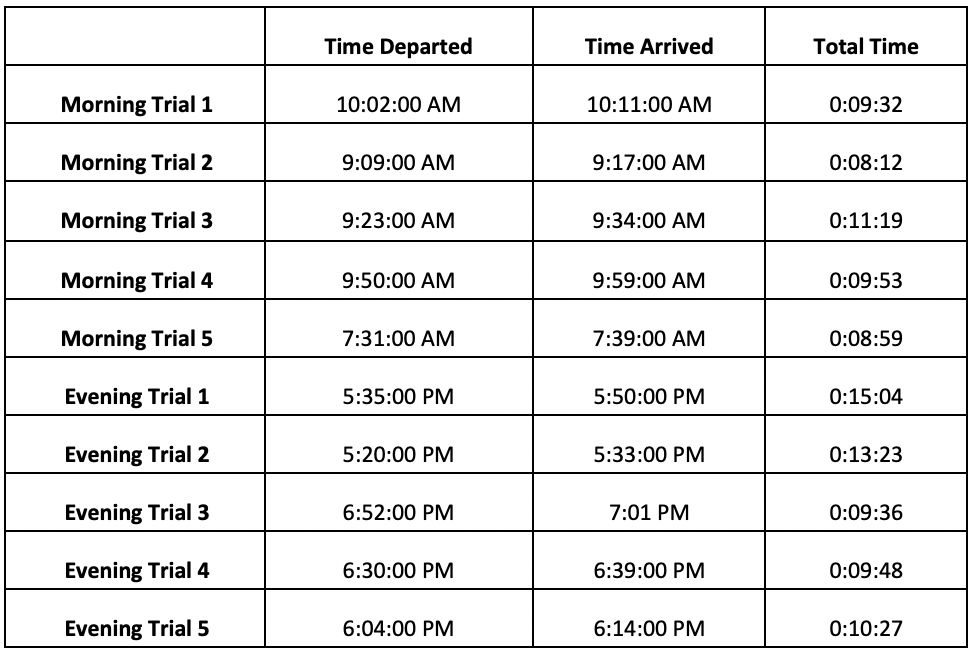 Time Departed Time Arrived Total Time
Morning Trial 1 10:02:00 AM 10:11:00 AM 0:09:32
Morning Trial 2 9:09:00 AM 9:17:00 AM 0:08:12
Morning Trial 3 9:23:00 AM 9:34:00 AM 0:11:19
Morning Trial 4 9:50:00 AM 9:59:00 AM 0:09:53
Morning Trial 5 7:31:00 AM 7:39:00 AM 0:08:59
Evening Trial 1 5:35:00 PM 5:50:00 PM 0:15:04
Evening Trial 2 5:20:00 PM 5:33:00 PM 0:13:23
Evening Trial 3 6:52:00 PM 7:01 PM 0:09:36
Evening Trial 4 6:30:00 PM 6:39:00 PM 0:09:48
Evening Trial 5 6:04:00 PM 6:14:00 PM 0:10:27